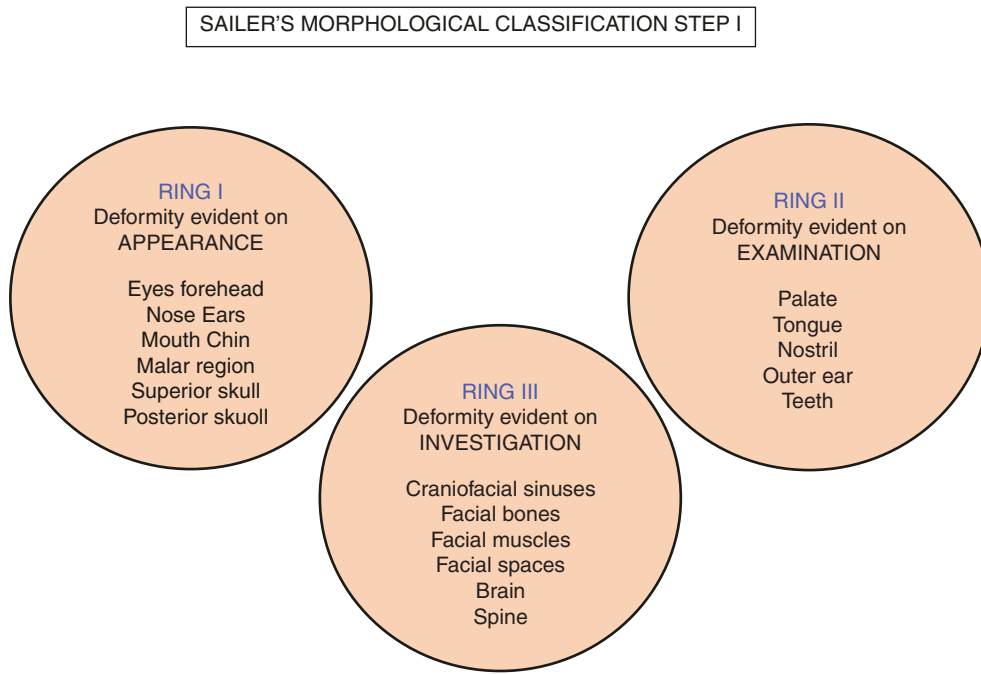 SAILER'S MORPHOLOGICAL CLASSIFICATION STEP I
RING I
Deformity evident on
APPEARANCE
Eyes forehead
Nose Ears
Mouth Chin
Malar region
Superior skull
Posterior skuoll
RING II
Deformity evident on
EXAMINATION
Palate
Tongue
Nostril
Outer ear
Teeth
RING III
Deformity evident on
INVESTIGATION
Craniofacial sinuses
Facial bones
Facial muscles
Facial spaces
Brain
Spine